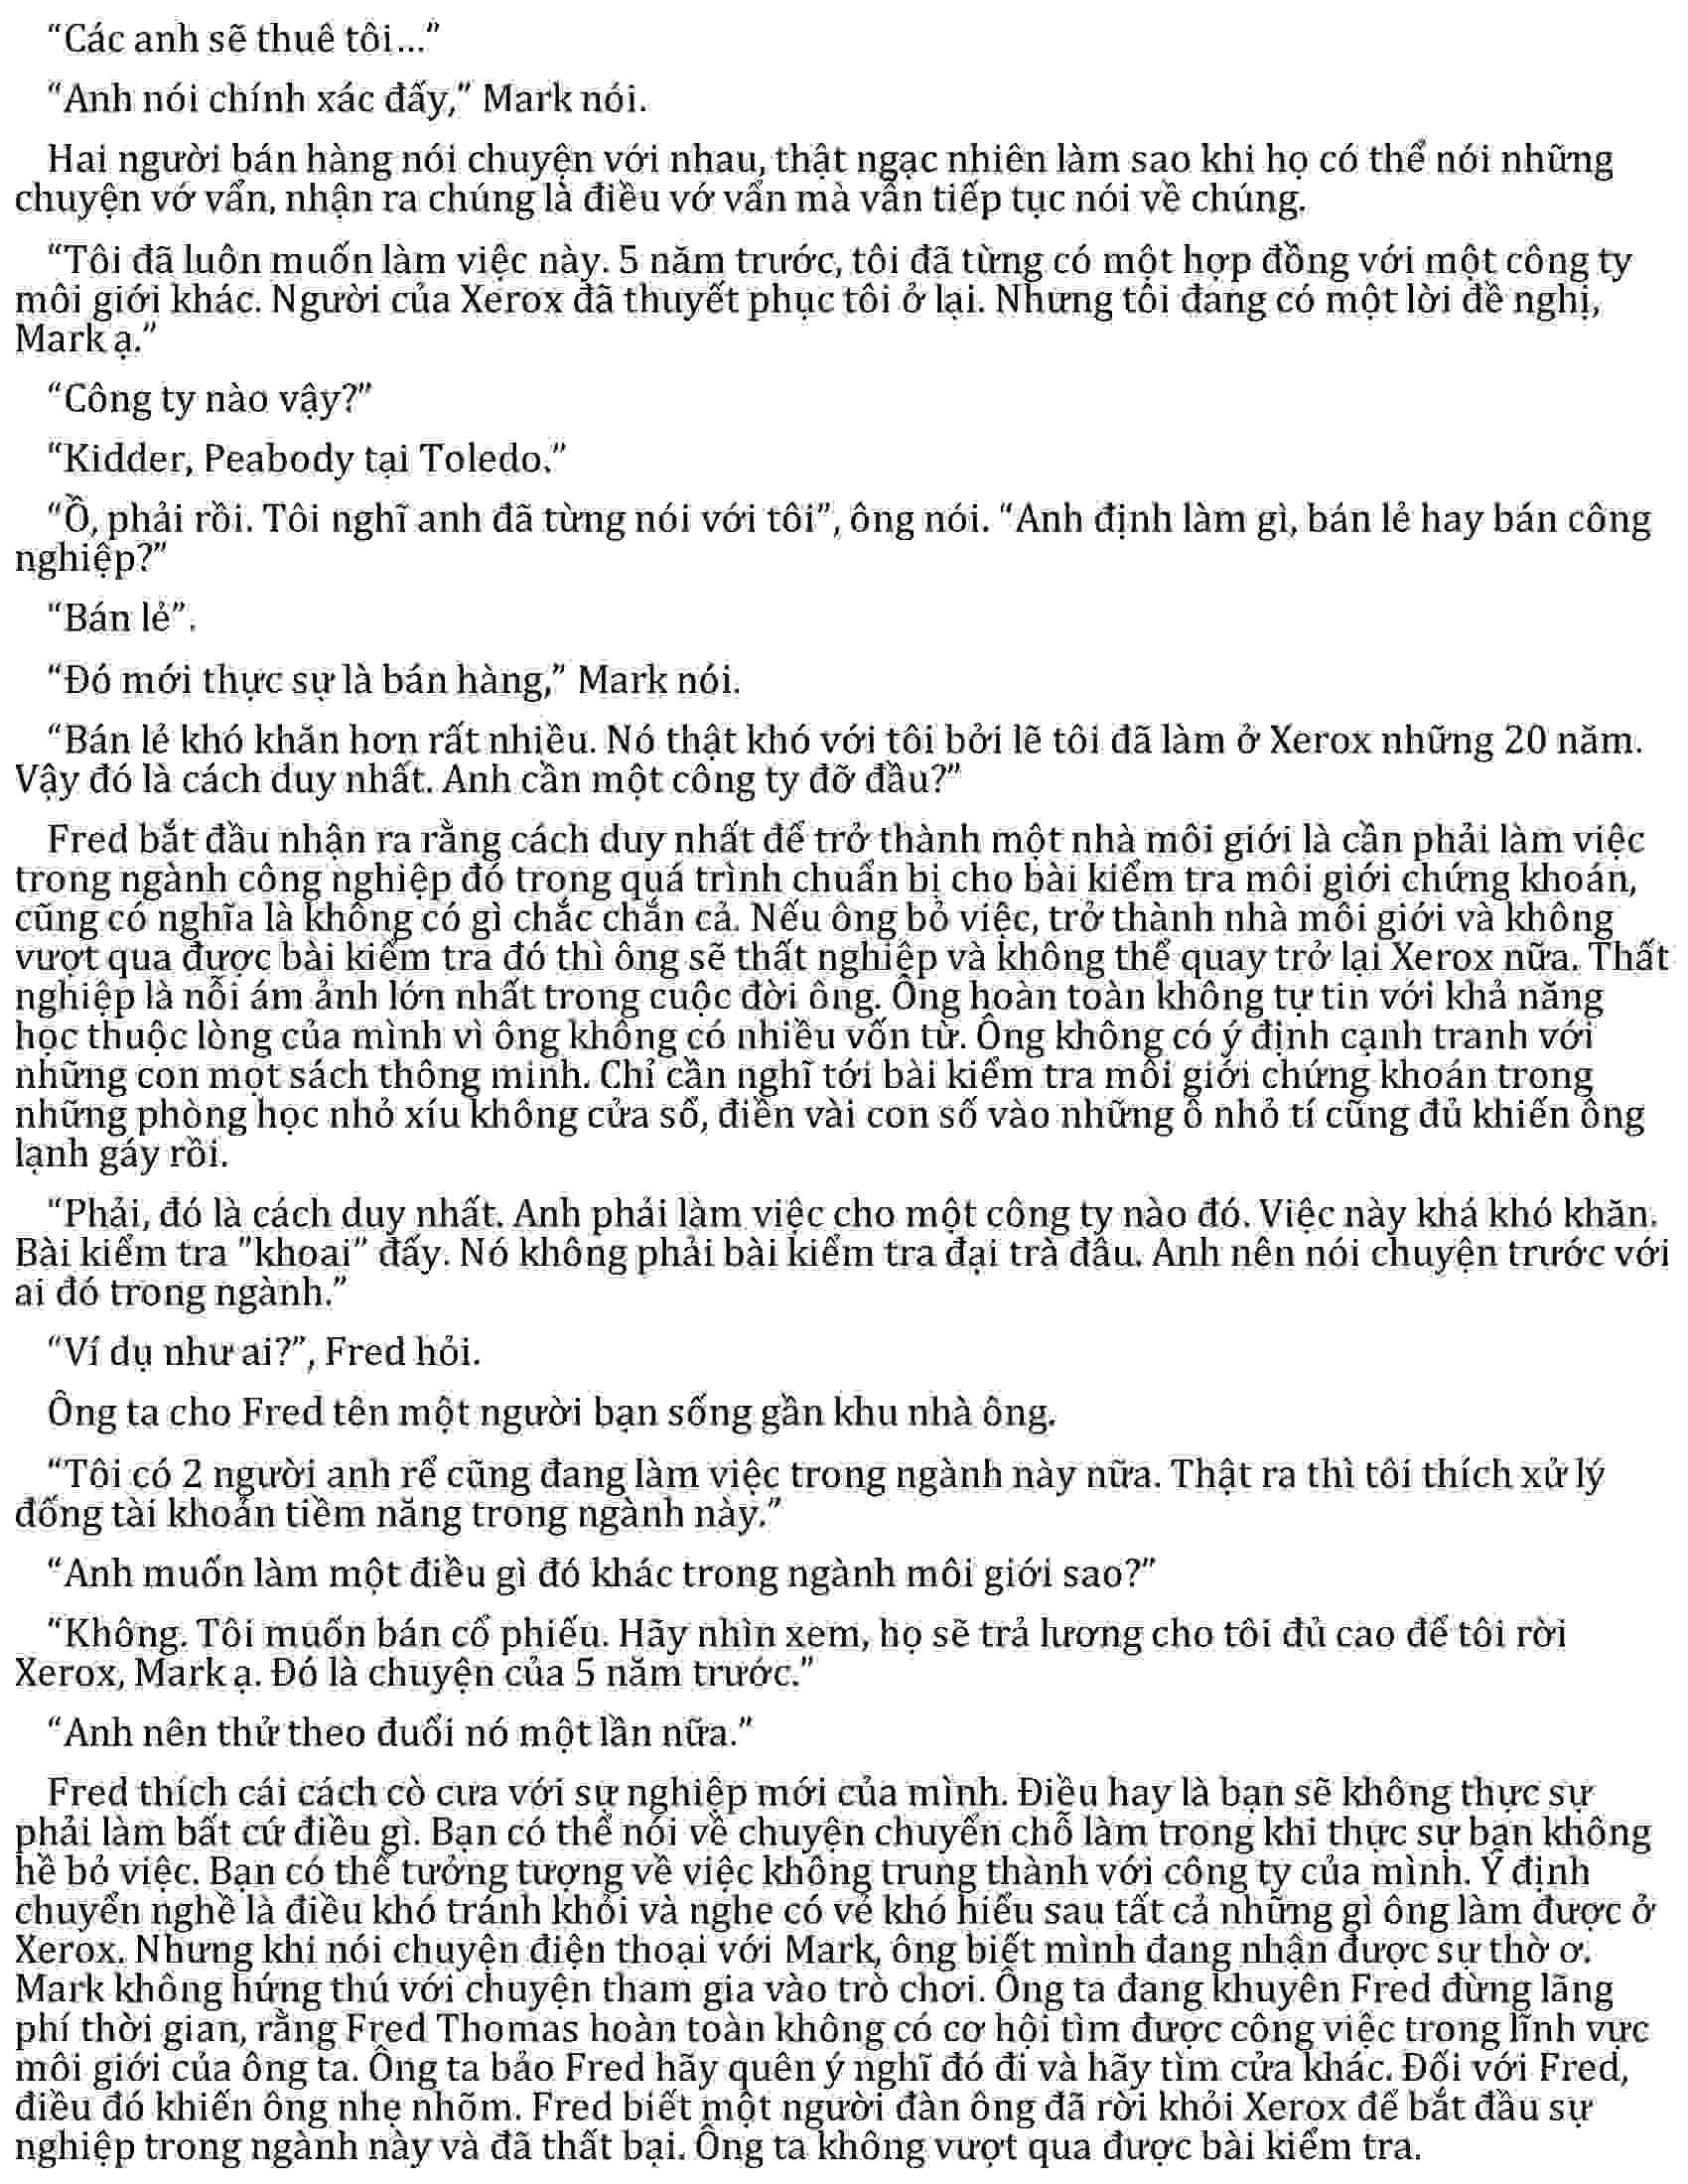 “Các anh sẽ thuê tôi...”
“Anh nói chính xác đấy,” Mark nói.
Hai người bán hàng nói chuyện với nhau, thật ngạc nhiên làm sao khi họ có thể nói những
chuyện vớ vẩn, nhận ra chúng là điều vớ vẩn mà vẫn tiếp tục nói về chúng.
“Tôi đã luôn muốn làm việc này. 5 năm trước, tôi đã từng có một hợp đồng với một công ty
môi giới khác. Người của Xerox đã thuyết phục tôi ở lại. Nhưng tôi đang có một lời đề nghị,
Mark ạ.”
“Công ty nào vậy?”
“Kidder, Peabody tại Toledo.”
“Ồ, phải rồi. Tôi nghĩ anh đã từng nói với tôi”, ông nói. “Anh định làm gì, bán lẻ hay bán công
nghiệp?”
“Bán lẻ”.
“Đó mới thực sự là bán hàng,” Mark nói.
“Bán lẻ khó khăn hơn rất nhiều. Nó thật khó với tôi bởi lẽ tôi đã làm ở Xerox những 20 năm.
Vậy đó là cách duy nhất. Anh cần một công ty đỡ đầu?”
Fred bắt đầu nhận ra rằng cách duy nhất để trở thành một nhà môi giới là cần phải làm việc
trong ngành công nghiệp đó trong quá trình chuẩn bị cho bài kiểm tra môi giới chứng khoán,
cũng có nghĩa là không có gì chắc chắn cả. Nếu ông bỏ việc, trở thành nhà môi giới và không
vượt qua được bài kiểm tra đó thì ông sẽ thất nghiệp và không thể quay trở lại Xerox nữa. Thất
nghiệp là nỗi ám ảnh lớn nhất trong cuộc đời ông. Ông hoàn toàn không tự tin với khả năng
học thuộc lòng của mình vì ông không có nhiều vốn từ. Ông không có ý định cạnh tranh với
những con mọt sách thông minh. Chỉ cần nghĩ tới bài kiểm tra môi giới chứng khoán trong
những phòng học nhỏ xíu không cửa sổ, điền vài con số vào những ô nhỏ tí cũng đủ khiến ông
lạnh gáy rồi.
“Phải, đó là cách duy nhất. Anh phải làm việc cho một công ty nào đó. Việc này khá khó khăn.
Bài kiểm tra "khoai” đấy. Nó không phải bài kiểm tra đại trà đâu. Anh nên nói chuyện trước với
ai đó trong ngành.”
“Ví dụ như ai?”, Fred hỏi.
Ông ta cho Fred tên một người bạn sống gần khu nhà ông.
“Tôi có 2 người anh rể cũng đang làm việc trong ngành này nữa. Thật ra thì tôi thích xử lý
đống tài khoản tiềm năng trong ngành này.”
“Anh muốn làm một điều gì đó khác trong ngành môi giới sao?”
“Không. Tôi muốn bán cổ phiếu. Hãy nhìn xem, họ sẽ trả lương cho tôi đủ cao để tôi rời
Xerox, Mark ạ. Đó là chuyện của 5 năm trước.”
“Anh nên thử theo đuổi nó một lần nữa.”
Fred thích cái cách cò cưa với sự nghiệp mới của mình. Điều hay là bạn sẽ không thực sự
phải làm bất cứ điều gì. Bạn có thể nói về chuyện chuyển chỗ làm trong khi thực sự bạn không
hề bỏ việc. Bạn có thể tưởng tượng về việc không trung thành với công ty của mình. Ý định
chuyển nghề là điều khó tránh khỏi và nghe có vẻ khó hiểu sau tất cả những gì ông làm được ở
Xerox. Nhưng khi nói chuyện điện thoại với Mark, ông biết mình đang nhận được sự thờ ơ.
Mark không hứng thú với chuyện tham gia vào trò chơi. Ông ta đang khuyên Fred đừng lãng
phí thời gian, rằng Fred Thomas hoàn toàn không có cơ hội tìm được công việc trong lĩnh vực
môi giới của ông ta. Ông ta bảo Fred hãy quên ý nghĩ đó đi và hãy tìm cửa khác. Đối với Fred,
điều đó khiến ông nhẹ nhõm. Fred biết một người đàn ông đã rời khỏi Xerox để bắt đầu sự
nghiệp trong ngành này và đã thất bại. Ông ta không vượt qua được bài kiểm tra.